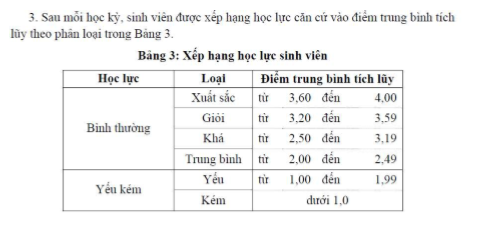 3. Sau mỗi học kỳ, sinh viên được xếp hạng học lực căn cứ vào điểm trung bình tích
lũy theo phân loại trong Bảng 3.
Bảng 3: Xếp hạng học lực sinh viên
Học lực Loại Điểm trung bình tích lũy
Bình thường
Xuất sắc từ 3,60 đến 4,00
Giỏi từ 3,20 đến 3,59
Khá từ 2,50 đến 3,19
Trung bình từ 2,00 đến 2,49
Yếu kém
Yếu từ 1,00 đến 1,99
Kém dưới 1,0